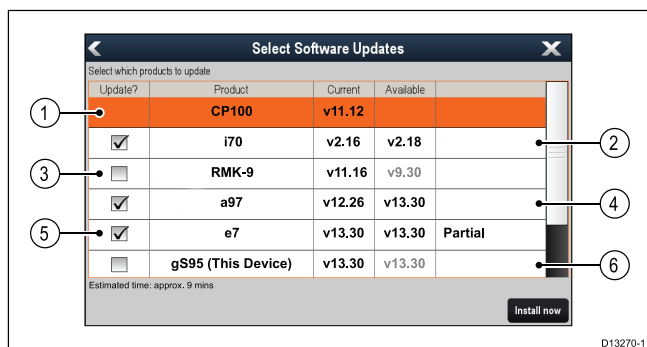 Select Software Updates
Select which products to update
Update? Product Current Available
1 CP100 v11.12
i70 v2.16 v2.18 2
3 RMK-9 v11.16 v9.30
a97 v12.26 v13.30 4
5 e7 v13.30 v13.30 Partial
gS95 (This Device) v13.30 v13.30 6
Estimated time: approx. 9 mins
Install now
D13270-1